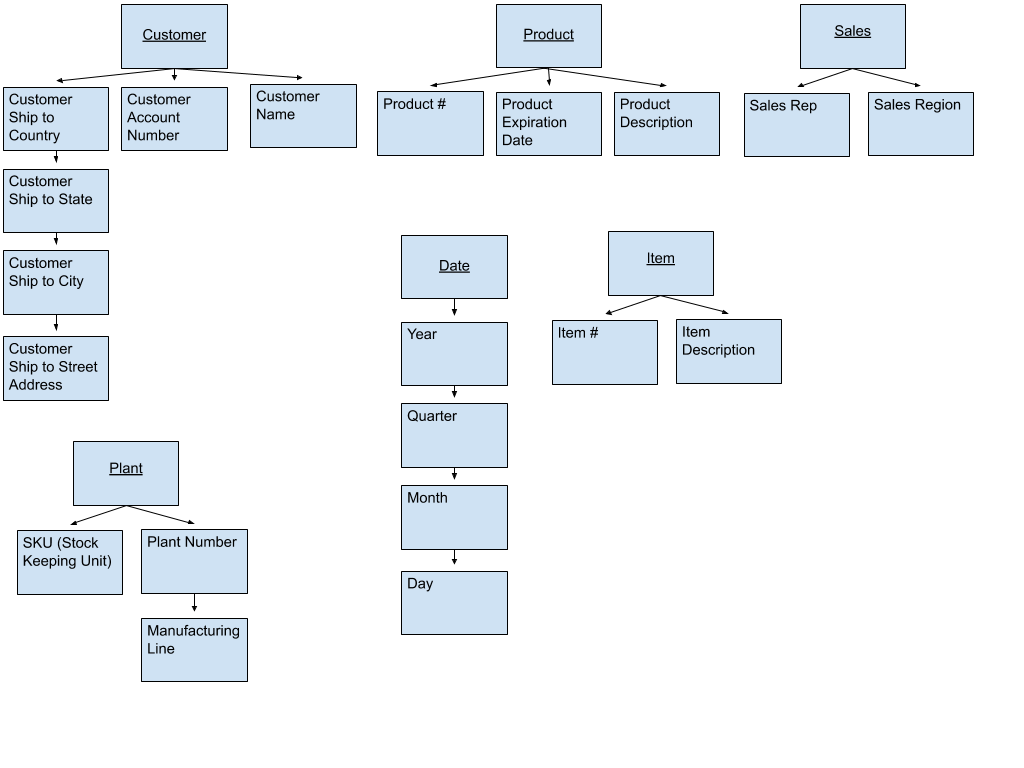 Customer
Product
Sales
Customer
Ship to
Country
Customer
Account
Number
Customer
Name
Product #
Product
Expiration
Date
Product
Description
Sales Rep
Sales Region
Customer
Ship to State
Customer
Ship to City
Customer
Ship to Street
Address
Date
Year
Quarter
Month
Day
Item
Item #
Item
Description
Plant
SKU (Stock
Keeping Unit)
Plant Number
Manufacturing
Line